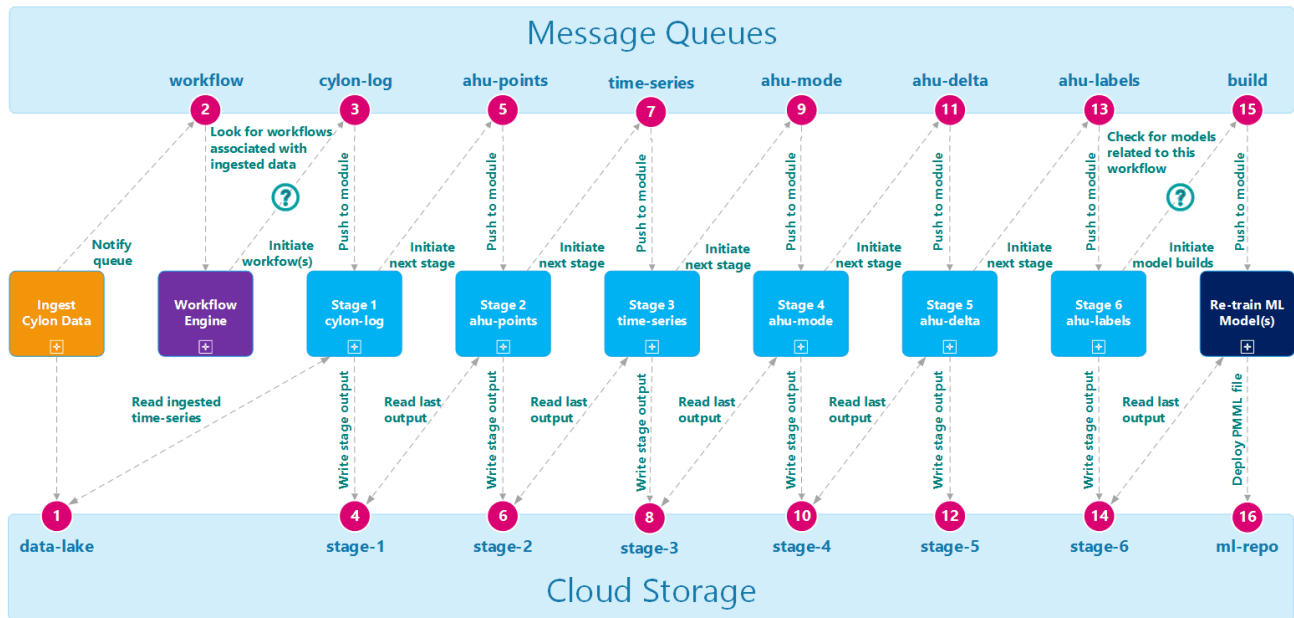 Message Queues
workflow
cylon-log
ahu-points
time-series
ahu-mode
ahu-delta
ahu-labels
build
2
3
5
7
9
11
13
15
Look for workflows
associated with
ingested data
?
Check for models
related to this
workflow
?
Push to module
Push to module
Push to module
Push to module
Push to module
Push to module
Push to module
Notify
queue
Initiate
workfow(s)
Initiate
next stage
Initiate
next stage
Initiate
next stage
Initiate
next stage
Initiate
next stage
Initiate
model builds
Ingest
Cylon Data
Workflow
Engine
Stage 1
cylon-log
Stage 2
ahu-points
Stage 3
time-series
Stage 4
ahu-mode
Stage 5
ahu-delta
Stage 6
ahu-labels
Re-train ML
Model(s)
Read ingested
time-series
Write stage output
Read last
output
Write stage output
Read last
output
Write stage output
Read last
output
Write stage output
Read last
output
Write stage output
Write stage output
Read last
output
Deploy PMML file
1
4
6
8
10
12
14
16
data-lake
stage-1
stage-2
stage-3
stage-4
stage-5
stage-6
ml-repo
Cloud Storage